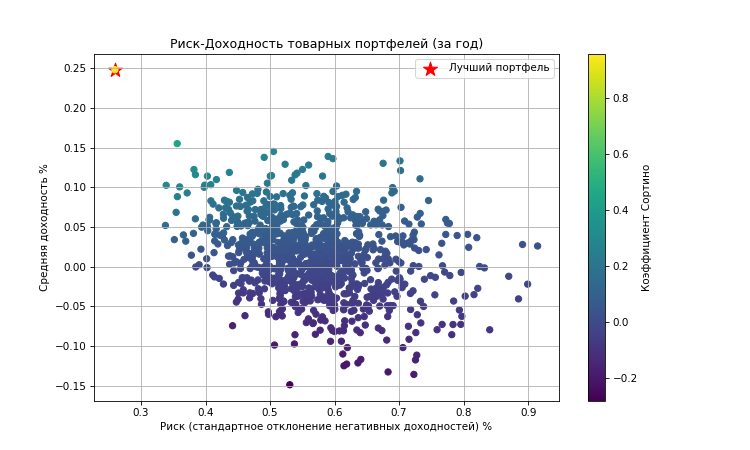 Риск-Доходность товарных портфелей (за год)
Лучший портфель
Средняя доходность %
0.25
0.20
0.15
0.10
0.05
0.00
−0.05
−0.10
−0.15
0.3 0.4 0.5 0.6 0.7 0.8 0.9
Риск (стандартное отклонение негативных доходностей) %
0.8
0.6
0.4
0.2
0.0
−0.2
Коэффициент Сортино